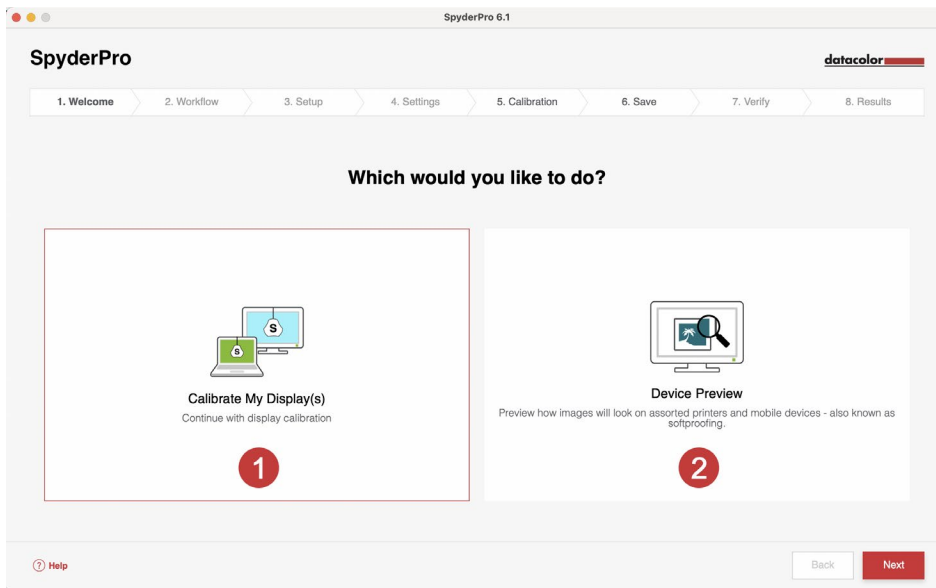 SpyderPro 6.1
SpyderPro
datacolor
1. Welcome
2. Workflow
3. Setup
4. Settings
5. Calibration
6. Save
7. Verify
8. Results
Which would you like to do?
S
S
Calibrate My Display(s)
Continue with display calibration
1
Device Preview
Preview how images will look on assorted printers and mobile devices - also known as
softproofing.
2
? Help
Back
Next